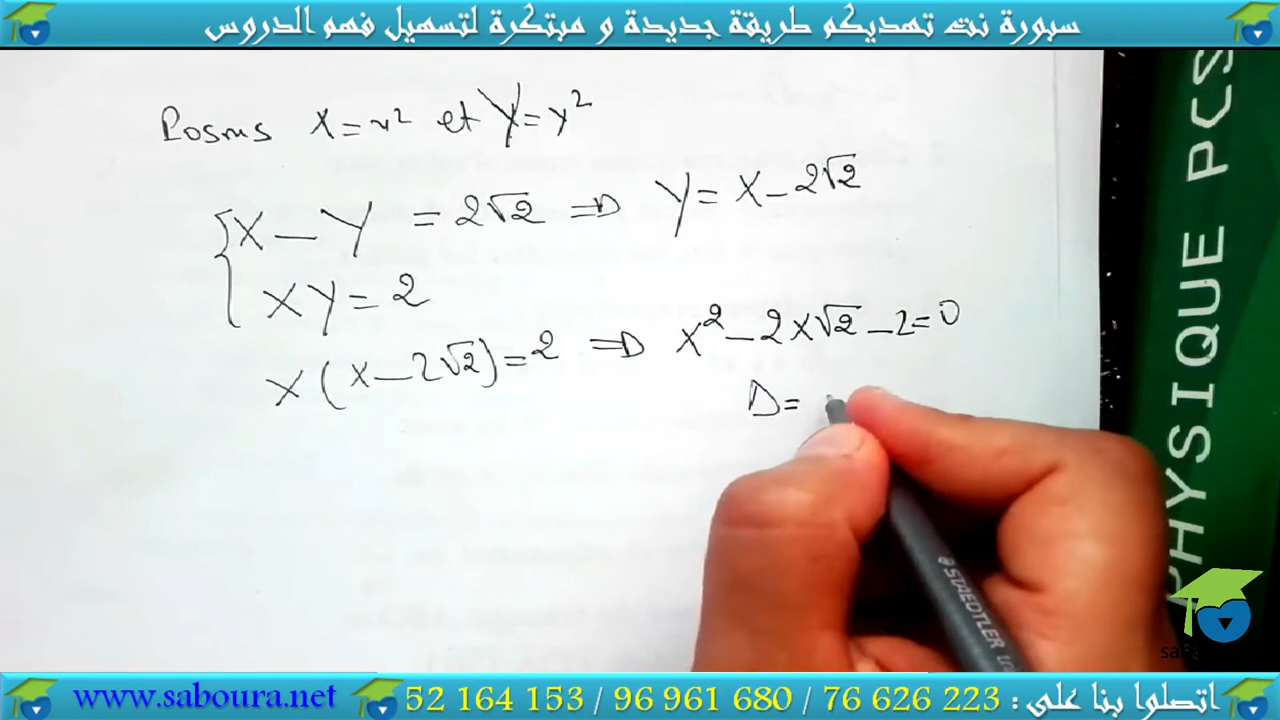 سبورة نت تهديكم طريقة جديدة و مبتكرة لتسهيل فهم الدروس
Posons X = x² et Y = y²
X − Y = 2√2 ⇒ Y = X − 2√2
XY = 2
X(X − 2√2) = 2 ⇒ X² − 2X√2 − 2 = 0
Δ =
PHYSIQUE PCS
STAEDTLER
www.saboura.net
52 164 153 / 96 961 680 / 76 626 223 : اتصلوا بنا على